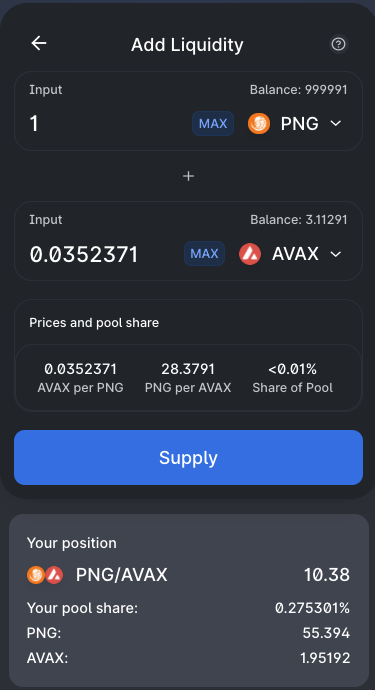 Add Liquidity
Input Balance: 999991
1 MAX PNG
+
Input Balance: 3.11291
0.0352371 MAX AVAX
Prices and pool share
0.0352371 28.3791 <0.01%
AVAX per PNG PNG per AVAX Share of Pool
Supply
Your position
PNG/AVAX 10.38
Your pool share: 0.275301%
PNG: 55.394
AVAX: 1.95192